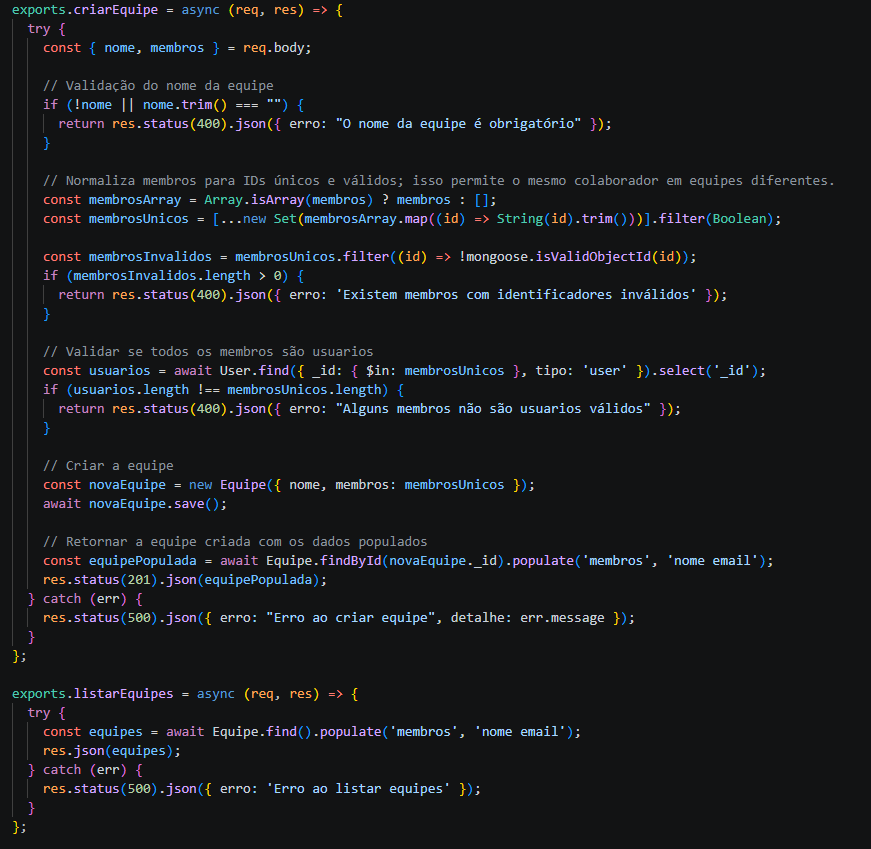 exports.criarEquipe = async (req, res) => {
  try {
    const { nome, membros } = req.body;

    // Validação do nome da equipe
    if (!nome || nome.trim() === "") {
      return res.status(400).json({ erro: "O nome da equipe é obrigatório" });
    }

    // Normaliza membros para IDs únicos e válidos; isso permite o mesmo colaborador em equipes diferentes.
    const membrosArray = Array.isArray(membros) ? membros : [];
    const membrosUnicos = [...new Set(membrosArray.map((id) => String(id).trim()))].filter(Boolean);

    const membrosInvalidos = membrosUnicos.filter((id) => !mongoose.isValidObjectId(id));
    if (membrosInvalidos.length > 0) {
      return res.status(400).json({ erro: 'Existem membros com identificadores inválidos' });
    }

    // Validar se todos os membros são usuarios
    const usuarios = await User.find({ _id: { $in: membrosUnicos }, tipo: 'user' }).select('_id');
    if (usuarios.length !== membrosUnicos.length) {
      return res.status(400).json({ erro: "Alguns membros não são usuarios válidos" });
    }

    // Criar a equipe
    const novaEquipe = new Equipe({ nome, membros: membrosUnicos });
    await novaEquipe.save();

    // Retornar a equipe criada com os dados populados
    const equipePopulada = await Equipe.findById(novaEquipe._id).populate('membros', 'nome email');
    res.status(201).json(equipePopulada);
  } catch (err) {
    res.status(500).json({ erro: "Erro ao criar equipe", detalhe: err.message });
  }
};

exports.listarEquipes = async (req, res) => {
  try {
    const equipes = await Equipe.find().populate('membros', 'nome email');
    res.json(equipes);
  } catch (err) {
    res.status(500).json({ erro: 'Erro ao listar equipes' });
  }
};